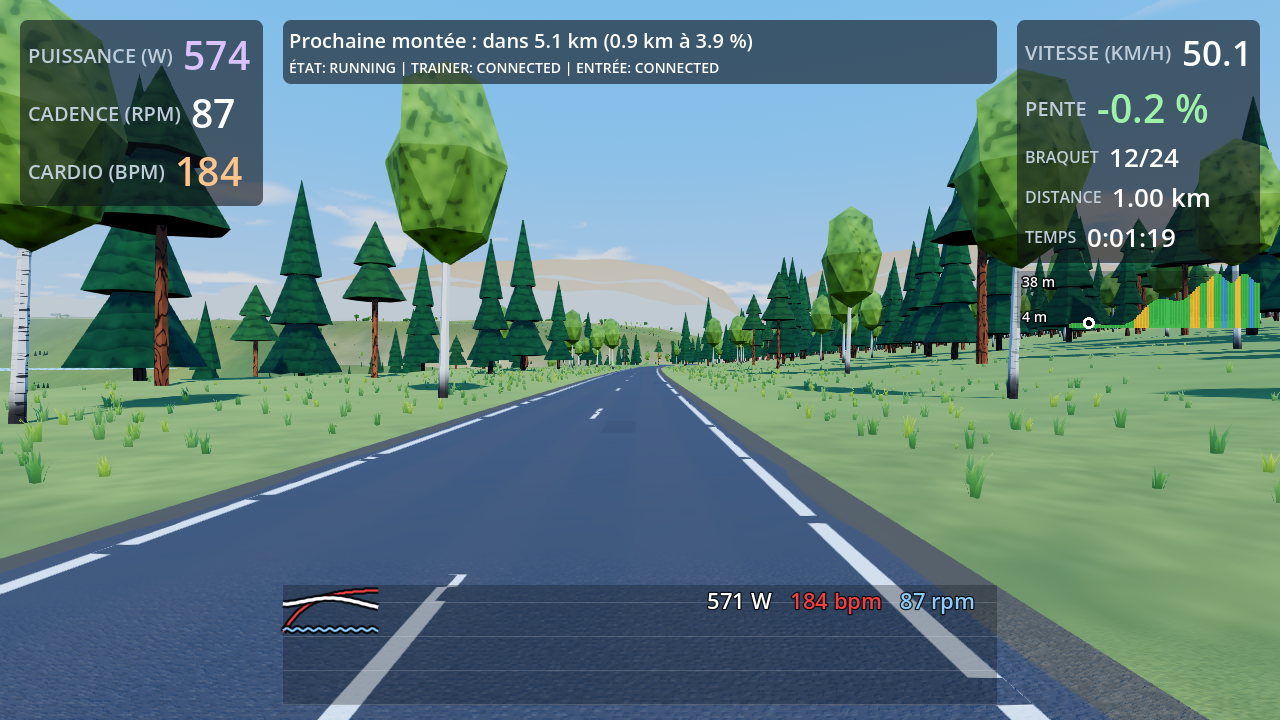 PUISSANCE (W) 574
CADENCE (RPM) 87
CARDIO (BPM) 184
Prochaine montée : dans 5.1 km (0.9 km à 3.9 %)
ÉTAT: RUNNING | TRAINER: CONNECTED | ENTRÉE: CONNECTED
VITESSE (KM/H) 50.1
PENTE -0.2 %
BRAQUET 12/24
DISTANCE 1.00 km
TEMPS 0:01:19
38 m
4 m
571 W 184 bpm 87 rpm